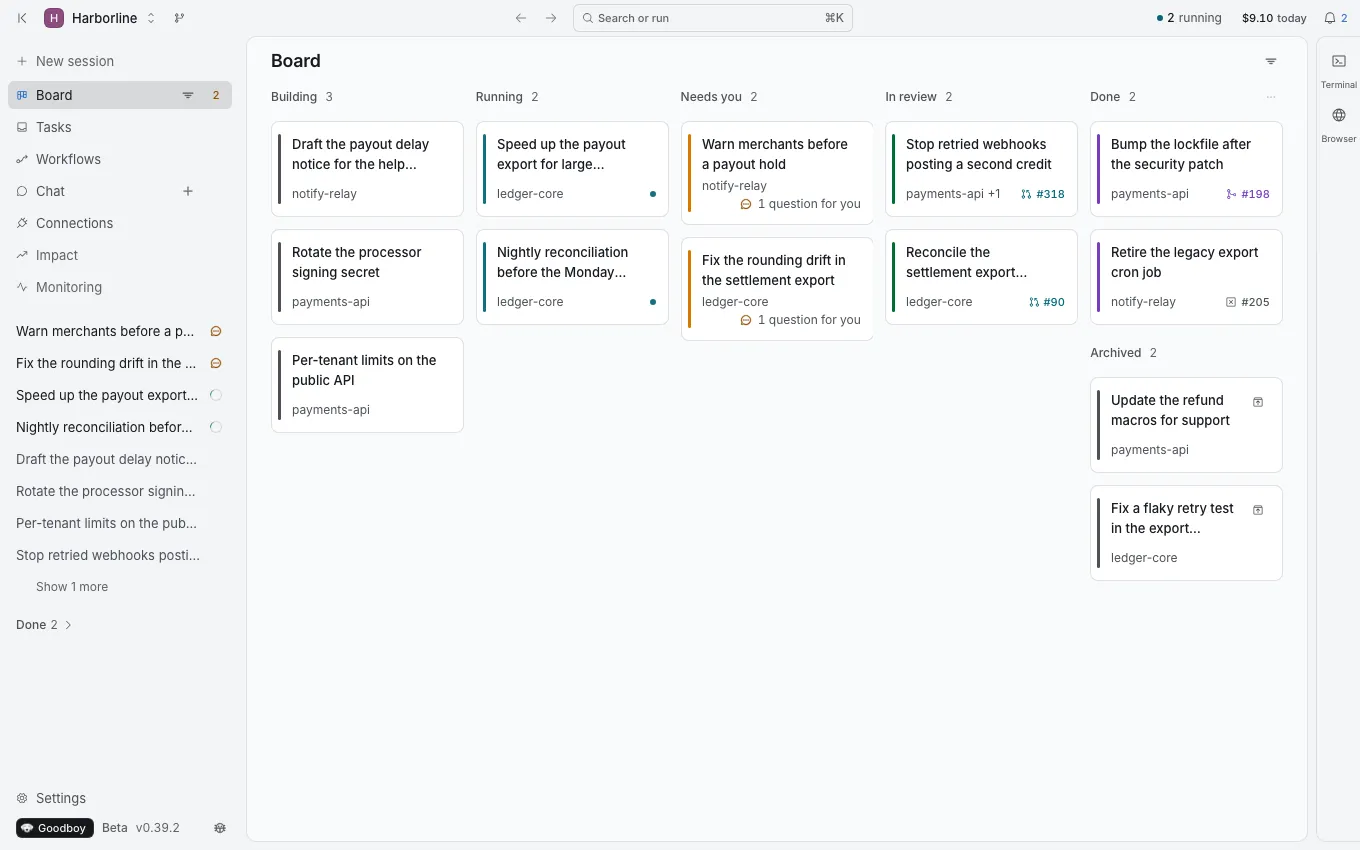 H Harborline
Search or run ⌘K
2 running $9.10 today 2
New session
Board 2
Tasks
Workflows
Chat
Connections
Impact
Monitoring
Warn merchants before a p...
Fix the rounding drift in the ...
Speed up the payout export...
Nightly reconciliation befor...
Draft the payout delay notic...
Rotate the processor signin...
Per-tenant limits on the pub...
Stop retried webhooks posti...
Show 1 more
Done 2
Settings
Goodboy Beta v0.39.2
Board
Building 3
Draft the payout delay
notice for the help...
notify-relay
Rotate the processor
signing secret
payments-api
Per-tenant limits on the
public API
payments-api
Running 2
Speed up the payout
export for large...
ledger-core
Nightly reconciliation
before the Monday...
ledger-core
Needs you 2
Warn merchants before
a payout hold
notify-relay
1 question for you
Fix the rounding drift in
the settlement export
ledger-core
1 question for you
In review 2
Stop retried webhooks
posting a second credit
payments-api +1 #318
Reconcile the
settlement export...
ledger-core #90
Done 2 ...
Bump the lockfile after
the security patch
payments-api #198
Retire the legacy export
cron job
notify-relay #205
Archived 2
Update the refund
macros for support
payments-api
Fix a flaky retry test
in the export...
ledger-core
Terminal
Browser